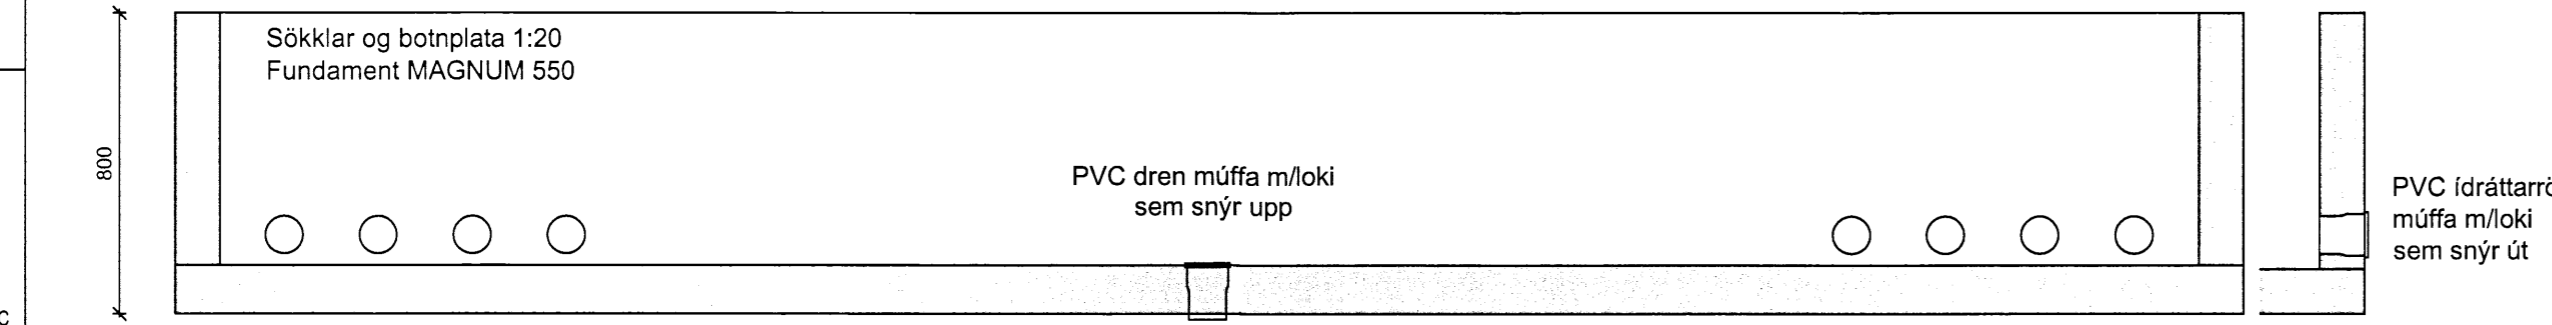 Sökklar og botnplata 1:20
Fundament MAGNUM 550
800
PVC dren múffa m/loki
sem snýr upp
múffa m/loki
sem snýr út
PVC